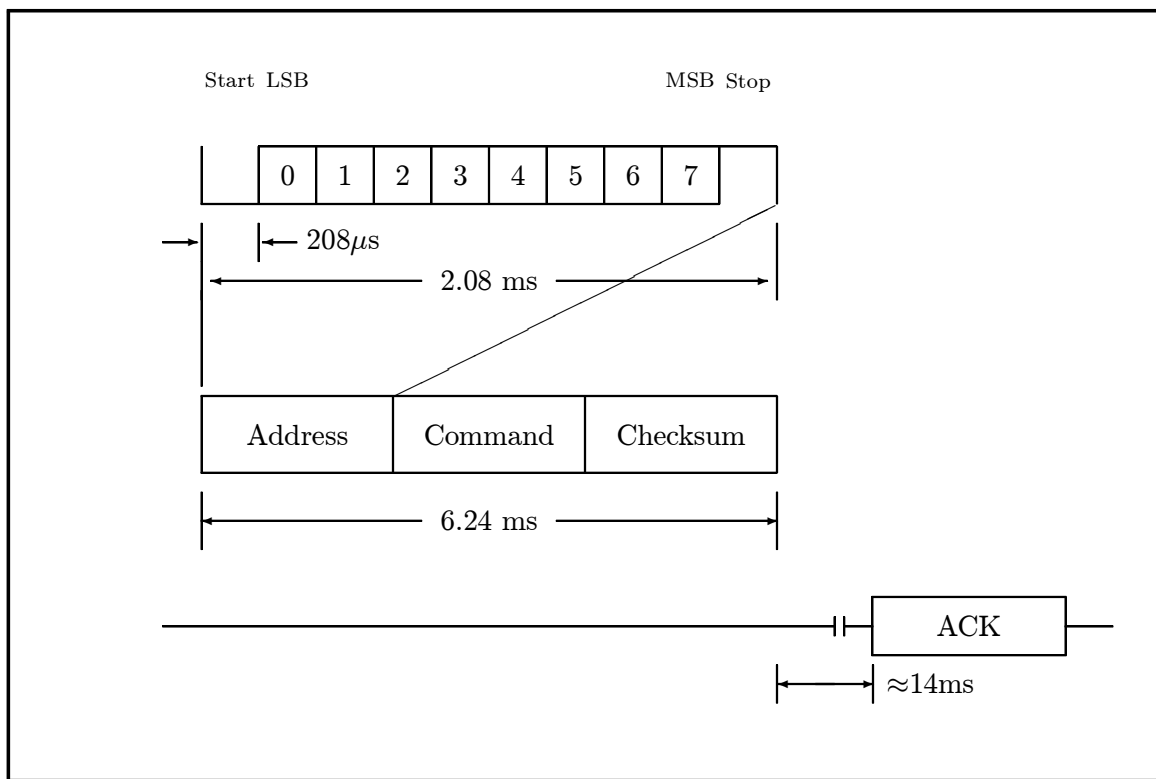 Start LSB MSB Stop
0 1 2 3 4 5 6 7
208μs
2.08 ms
Address Command Checksum
6.24 ms
ACK
≈14ms